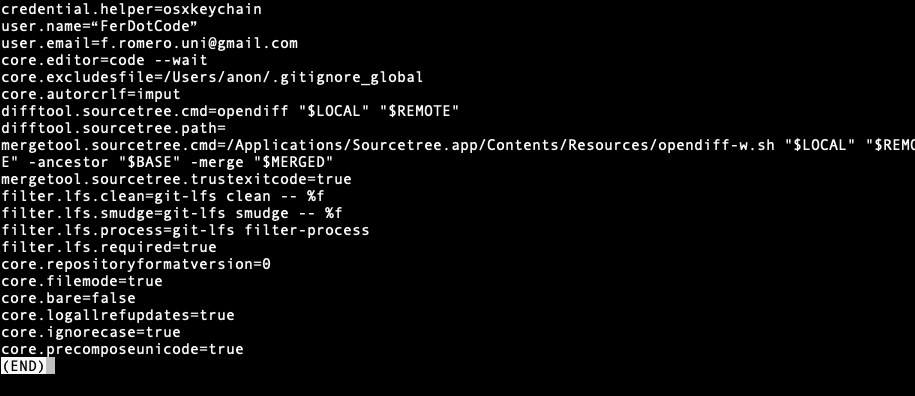 credential.helper=osxkeychain
user.name=“FerDotCode”
user.email=f.romero.uni@gmail.com
core.editor=code --wait
core.excludesfile=/Users/anon/.gitignore_global
core.autorcrlf=imput
difftool.sourcetree.cmd=opendiff "$LOCAL" "$REMOTE"
difftool.sourcetree.path=
mergetool.sourcetree.cmd=/Applications/Sourcetree.app/Contents/Resources/opendiff-w.sh "$LOCAL" "$REMO
E" -ancestor "$BASE" -merge "$MERGED"
mergetool.sourcetree.trustexitcode=true
filter.lfs.clean=git-lfs clean -- %f
filter.lfs.smudge=git-lfs smudge -- %f
filter.lfs.process=git-lfs filter-process
filter.lfs.required=true
core.repositoryformatversion=0
core.filemode=true
core.bare=false
core.logallrefupdates=true
core.ignorecase=true
core.precomposeunicode=true
(END)